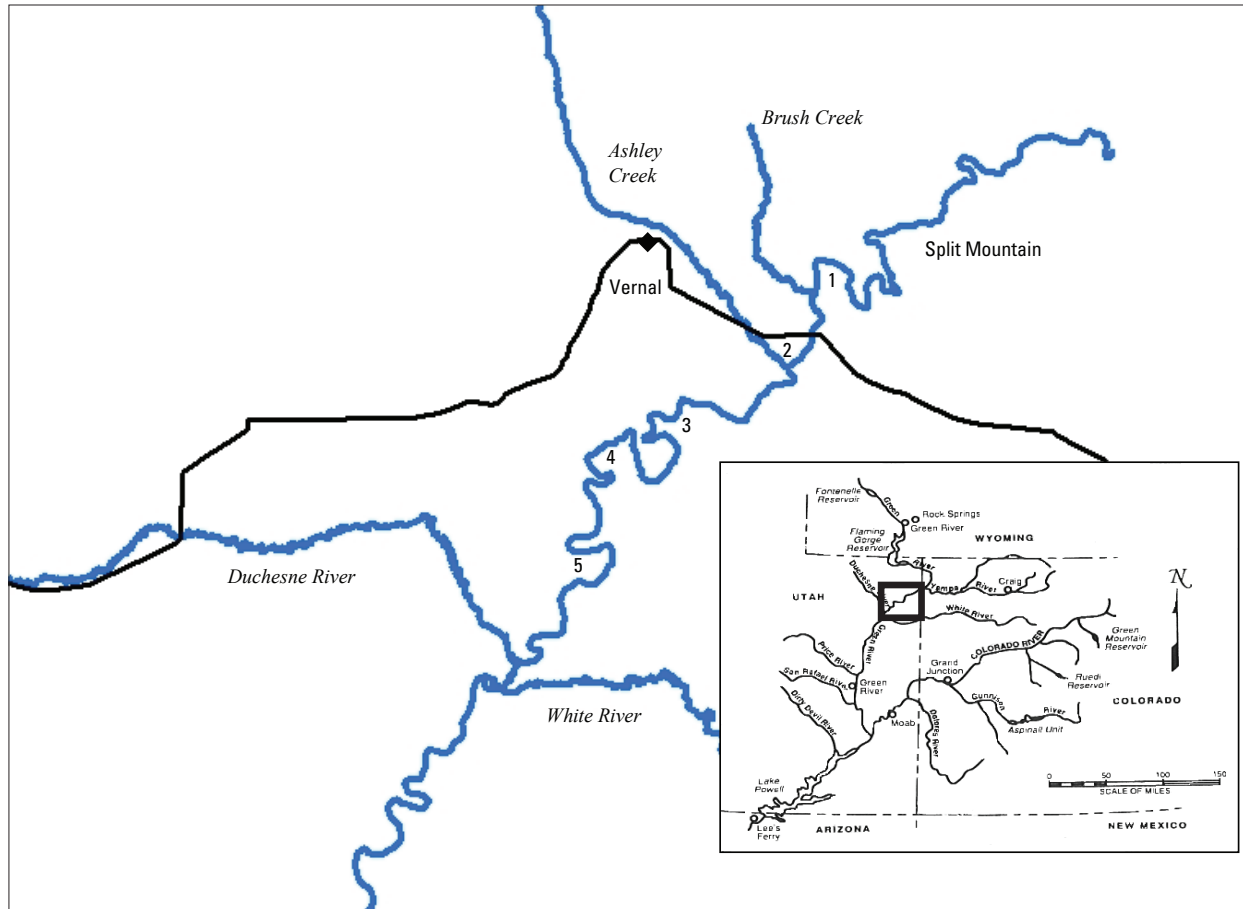 Brush Creek
Ashley
Creek
Split Mountain
1
Vernal
2
3
4
5
Duchesne River
White River
Fontenelle
Reservoir
Green
Rock Springs
Green River
Flaming
Gorge
Reservoir
WYOMING
River
Duchesne River
Yampa River
Craig
UTAH
White River
N
Green River
COLORADO RIVER
Green
Mountain
Reservoir
Price River
San Rafael River
Green
River
Grand
Junction
Ruedi
Reservoir
COLORADO
Dirty Devil River
Moab
Dolores River
Gunnison River
Aspinall Unit
Lake
Powell
0 50 100 150
SCALE OF MILES
Lee's
Ferry
ARIZONA
NEW MEXICO